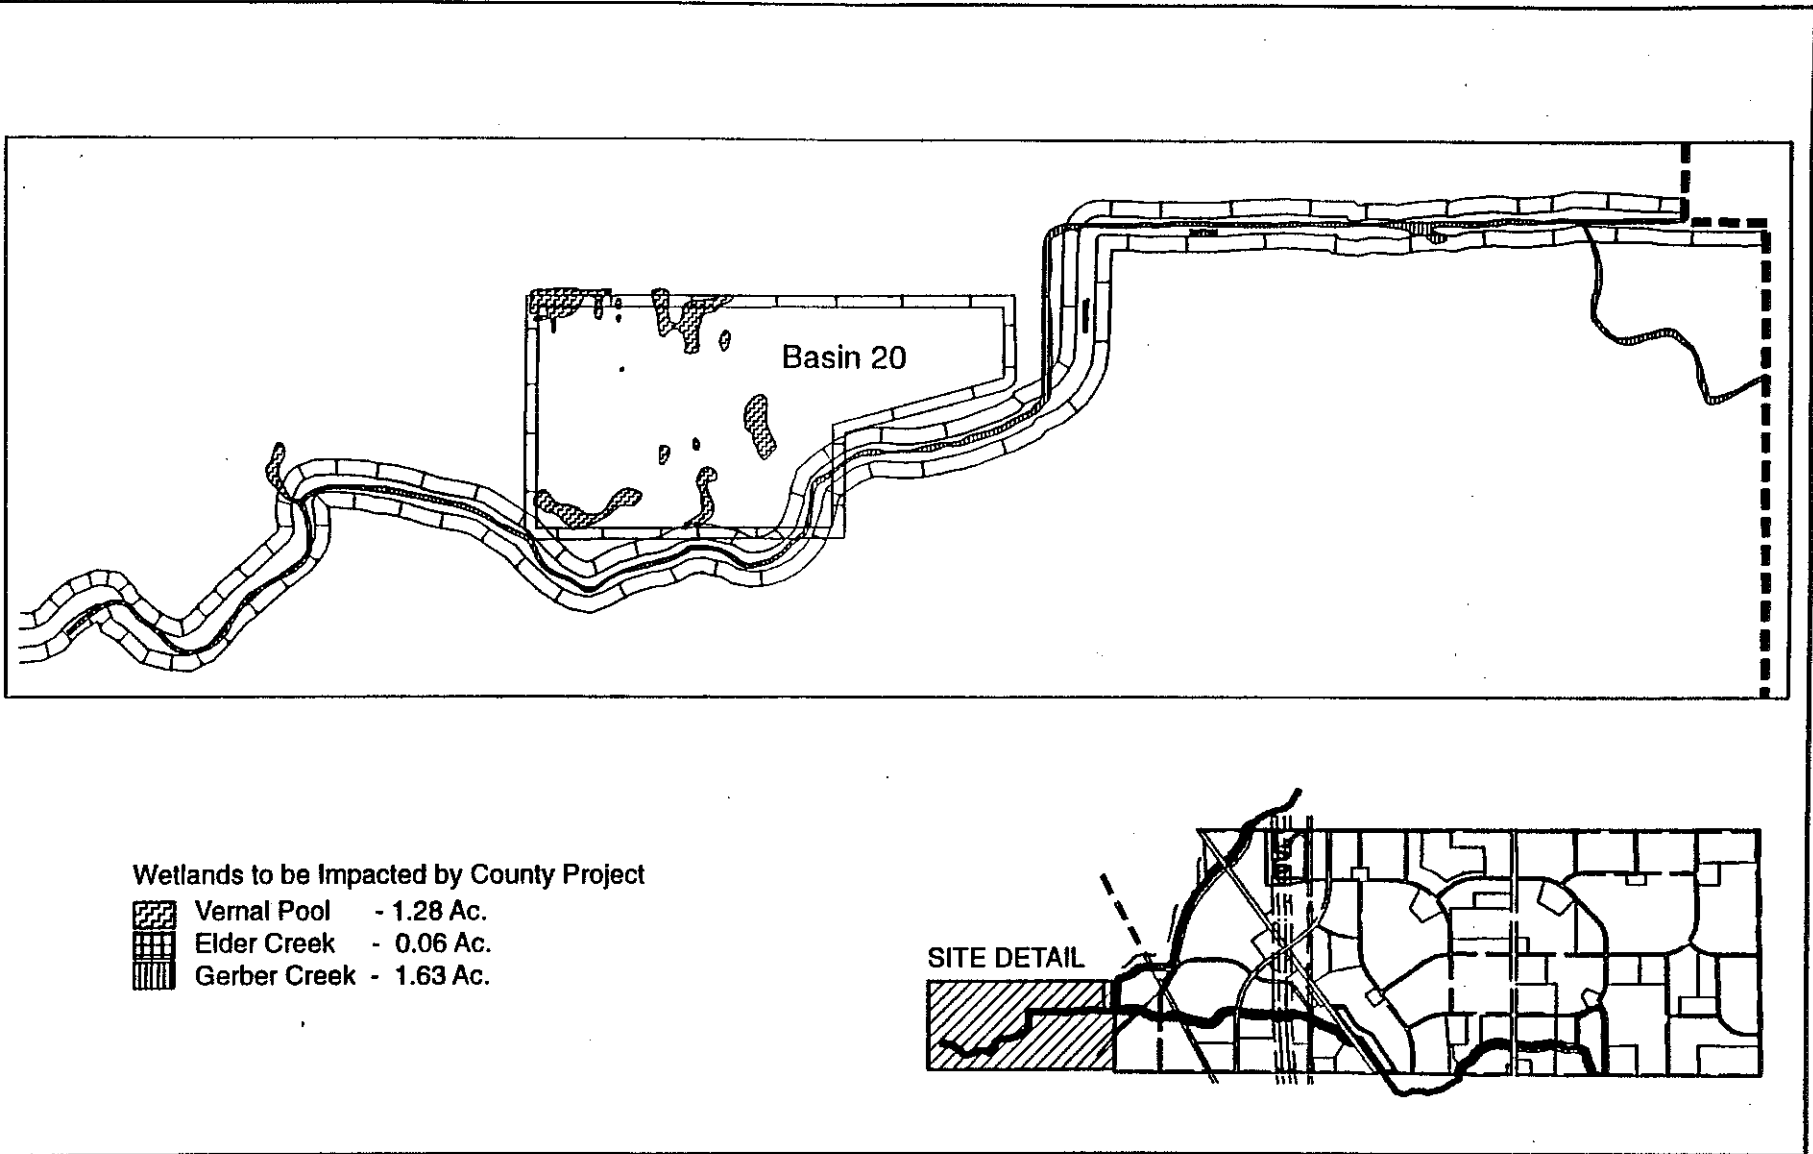 Basin 20
Wetlands to be Impacted by County Project
Vernal Pool - 1.28 Ac.
Elder Creek - 0.06 Ac.
Gerber Creek - 1.63 Ac.
SITE DETAIL